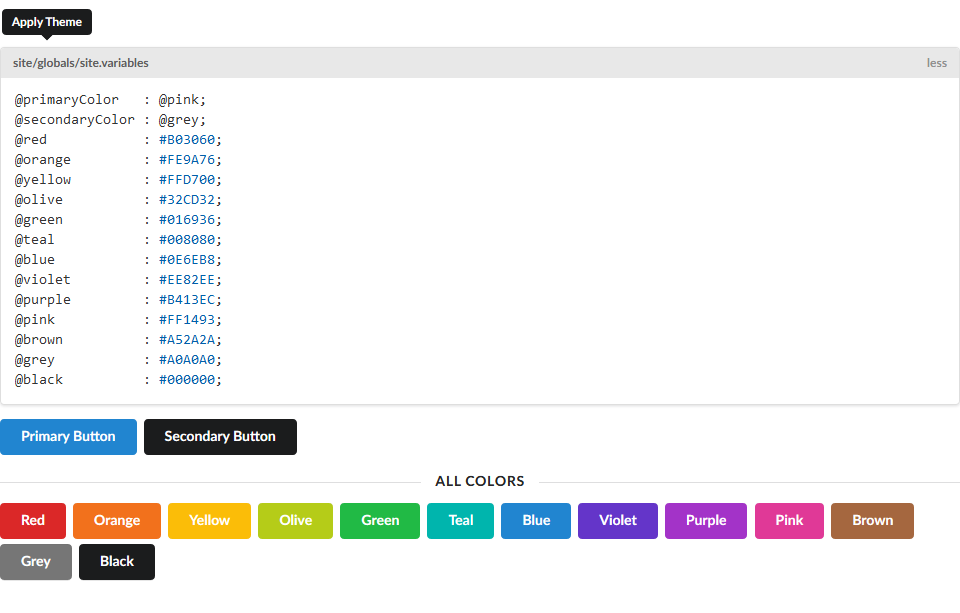 Apply Theme
site/globals/site.variables less
@primaryColor   : @pink;
@secondaryColor : @grey;
@red            : #B03060;
@orange         : #FE9A76;
@yellow         : #FFD700;
@olive          : #32CD32;
@green          : #016936;
@teal           : #008080;
@blue           : #0E6EB8;
@violet         : #EE82EE;
@purple         : #B413EC;
@pink           : #FF1493;
@brown          : #A52A2A;
@grey           : #A0A0A0;
@black          : #000000;
Primary Button Secondary Button
ALL COLORS
Red Orange Yellow Olive Green Teal Blue Violet Purple Pink Brown
Grey Black